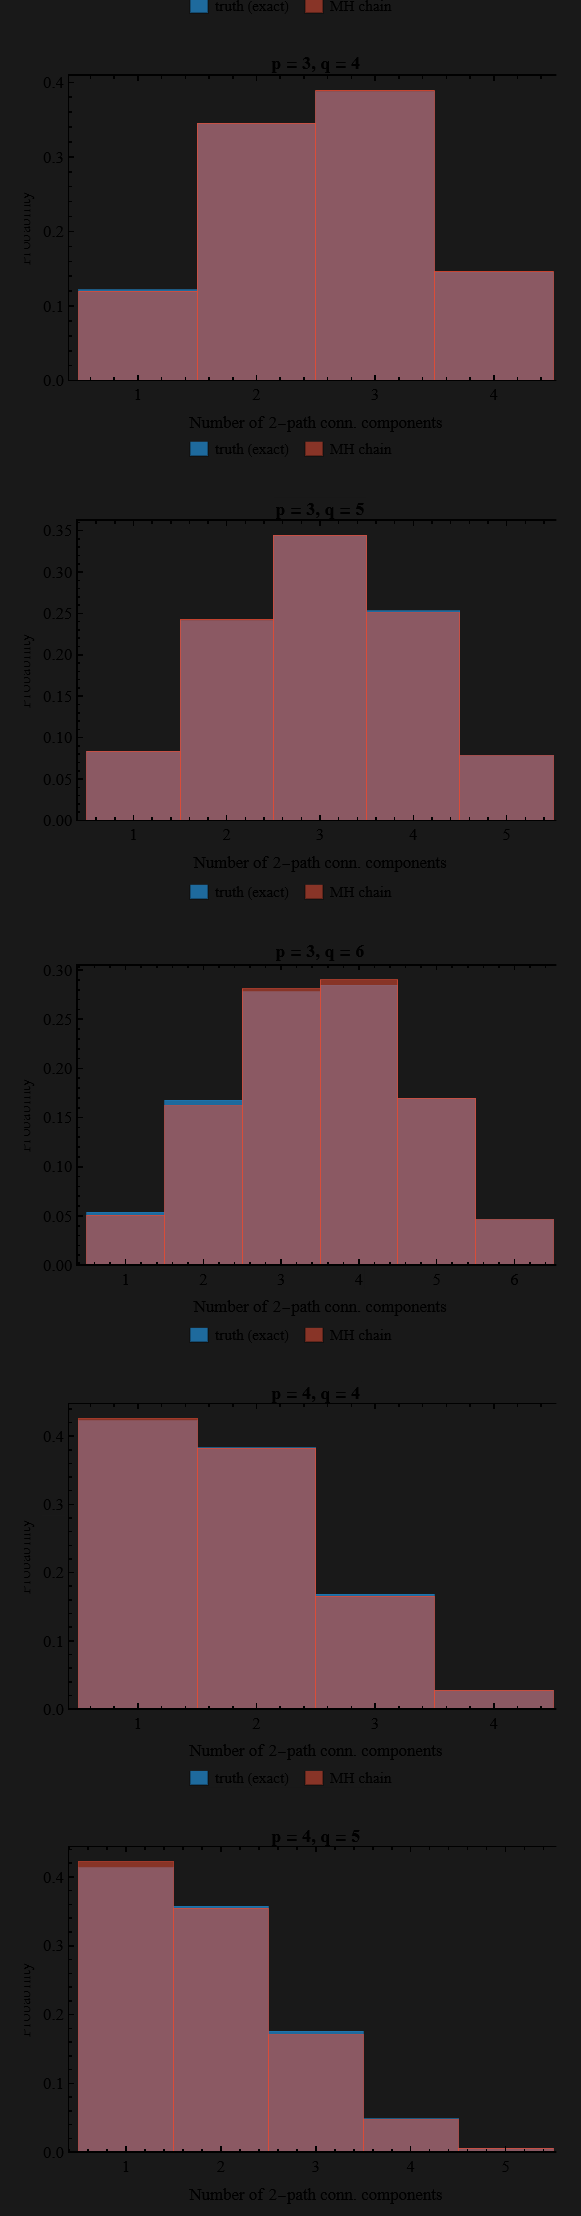 truth (exact) MH chain
p = 3, q = 4
0.4
0.3
0.2
0.1
0.0
Probability
1 2 3 4
Number of 2-path conn. components
truth (exact) MH chain
p = 3, q = 5
0.35
0.30
0.25
0.20
0.15
0.10
0.05
0.00
Probability
1 2 3 4 5
Number of 2-path conn. components
truth (exact) MH chain
p = 3, q = 6
0.30
0.25
0.20
0.15
0.10
0.05
0.00
Probability
1 2 3 4 5 6
Number of 2-path conn. components
truth (exact) MH chain
p = 4, q = 4
0.4
0.3
0.2
0.1
0.0
Probability
1 2 3 4
Number of 2-path conn. components
truth (exact) MH chain
p = 4, q = 5
0.4
0.3
0.2
0.1
0.0
Probability
1 2 3 4 5
Number of 2-path conn. components